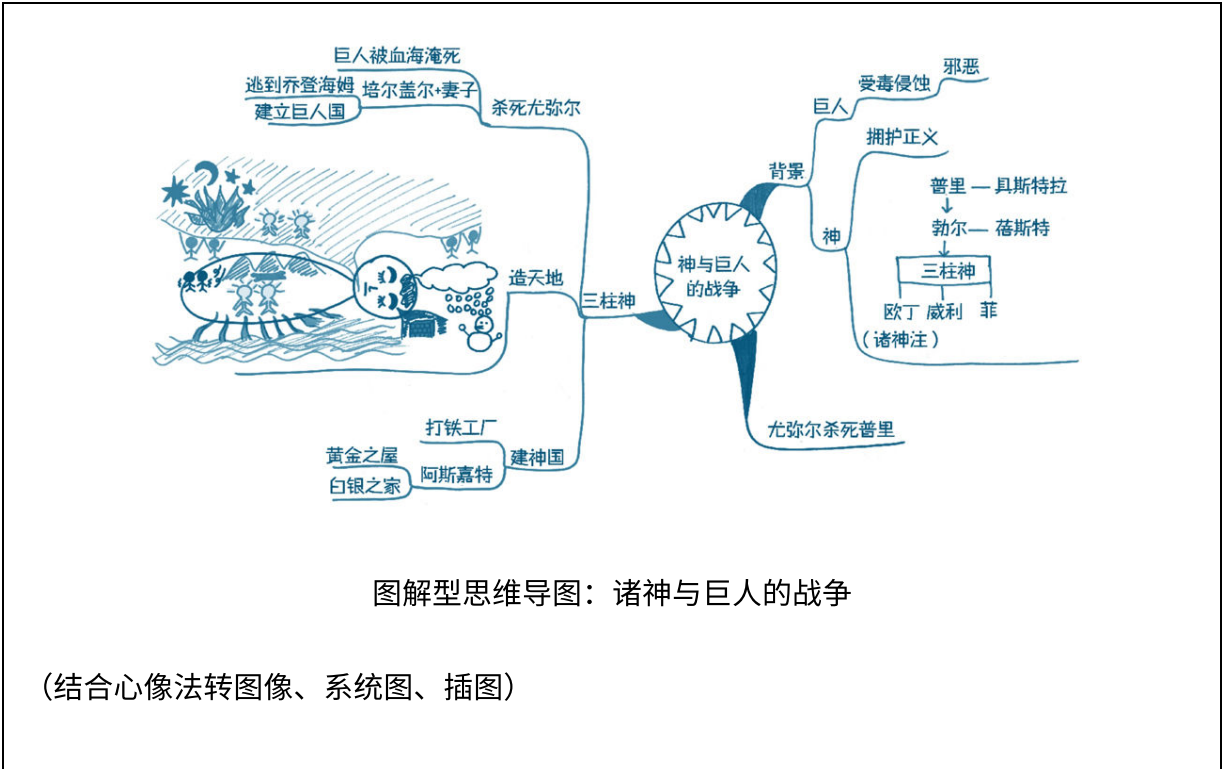 巨人被血海淹死
逃到乔登海姆
培尔盖尔+妻子
建立巨人国
杀死尤弥尔
邪恶
受毒侵蚀
巨人
拥护正义
背景
普里 — 具斯特拉
↓
勃尔 — 蓓斯特
↓
神
三柱神
欧丁 威利 菲
(诸神注)
神与巨人
的战争
造天地
三柱神
尤弥尔杀死普里
打铁工厂
建神国
黄金之屋
阿斯嘉特
白银之家
图解型思维导图：诸神与巨人的战争
（结合心像法转图像、系统图、插图）